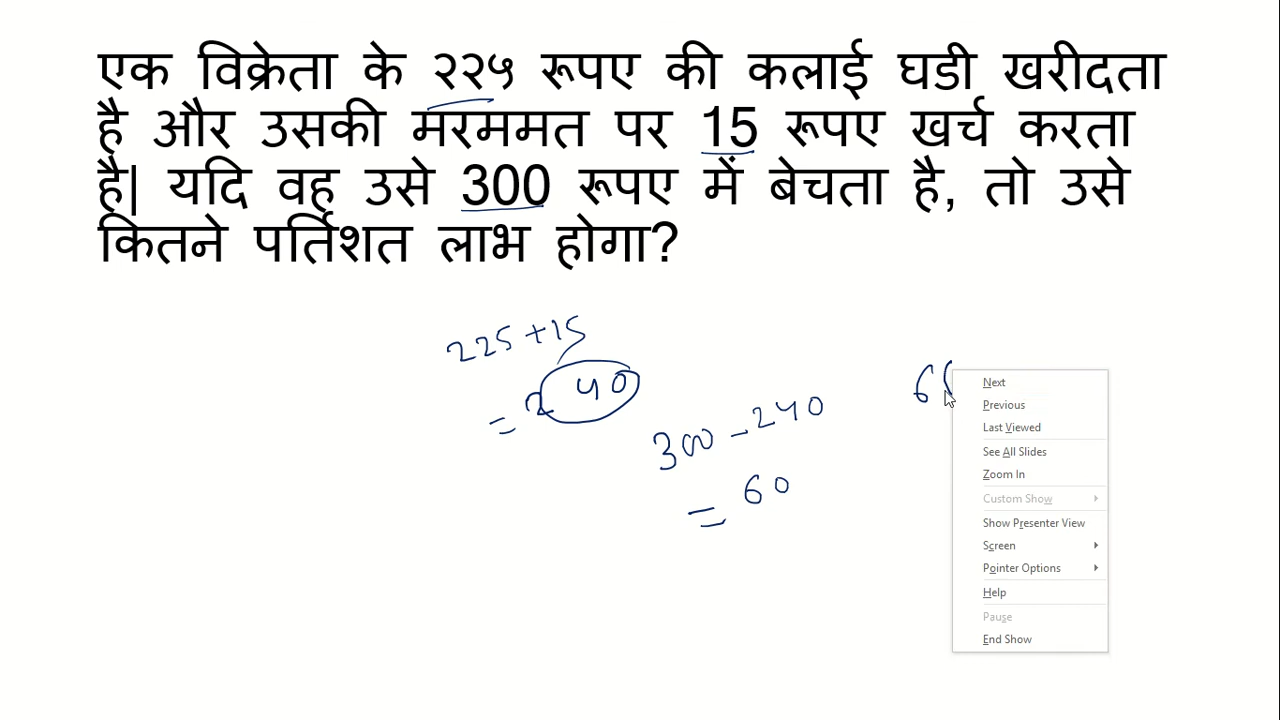 एक विक्रेता के २२५ रूपए की कलाई घडी खरीदता
है और उसकी मरममत पर 15 रूपए खर्च करता
है| यदि वह उसे 300 रूपए में बेचता है, तो उसे
कितने पर्तिशत लाभ होगा?
225 +15
= 240
300 - 240
= 60
6
Next
Previous
Last Viewed
See All Slides
Zoom In
Custom Show
Show Presenter View
Screen
Pointer Options
Help
Pause
End Show